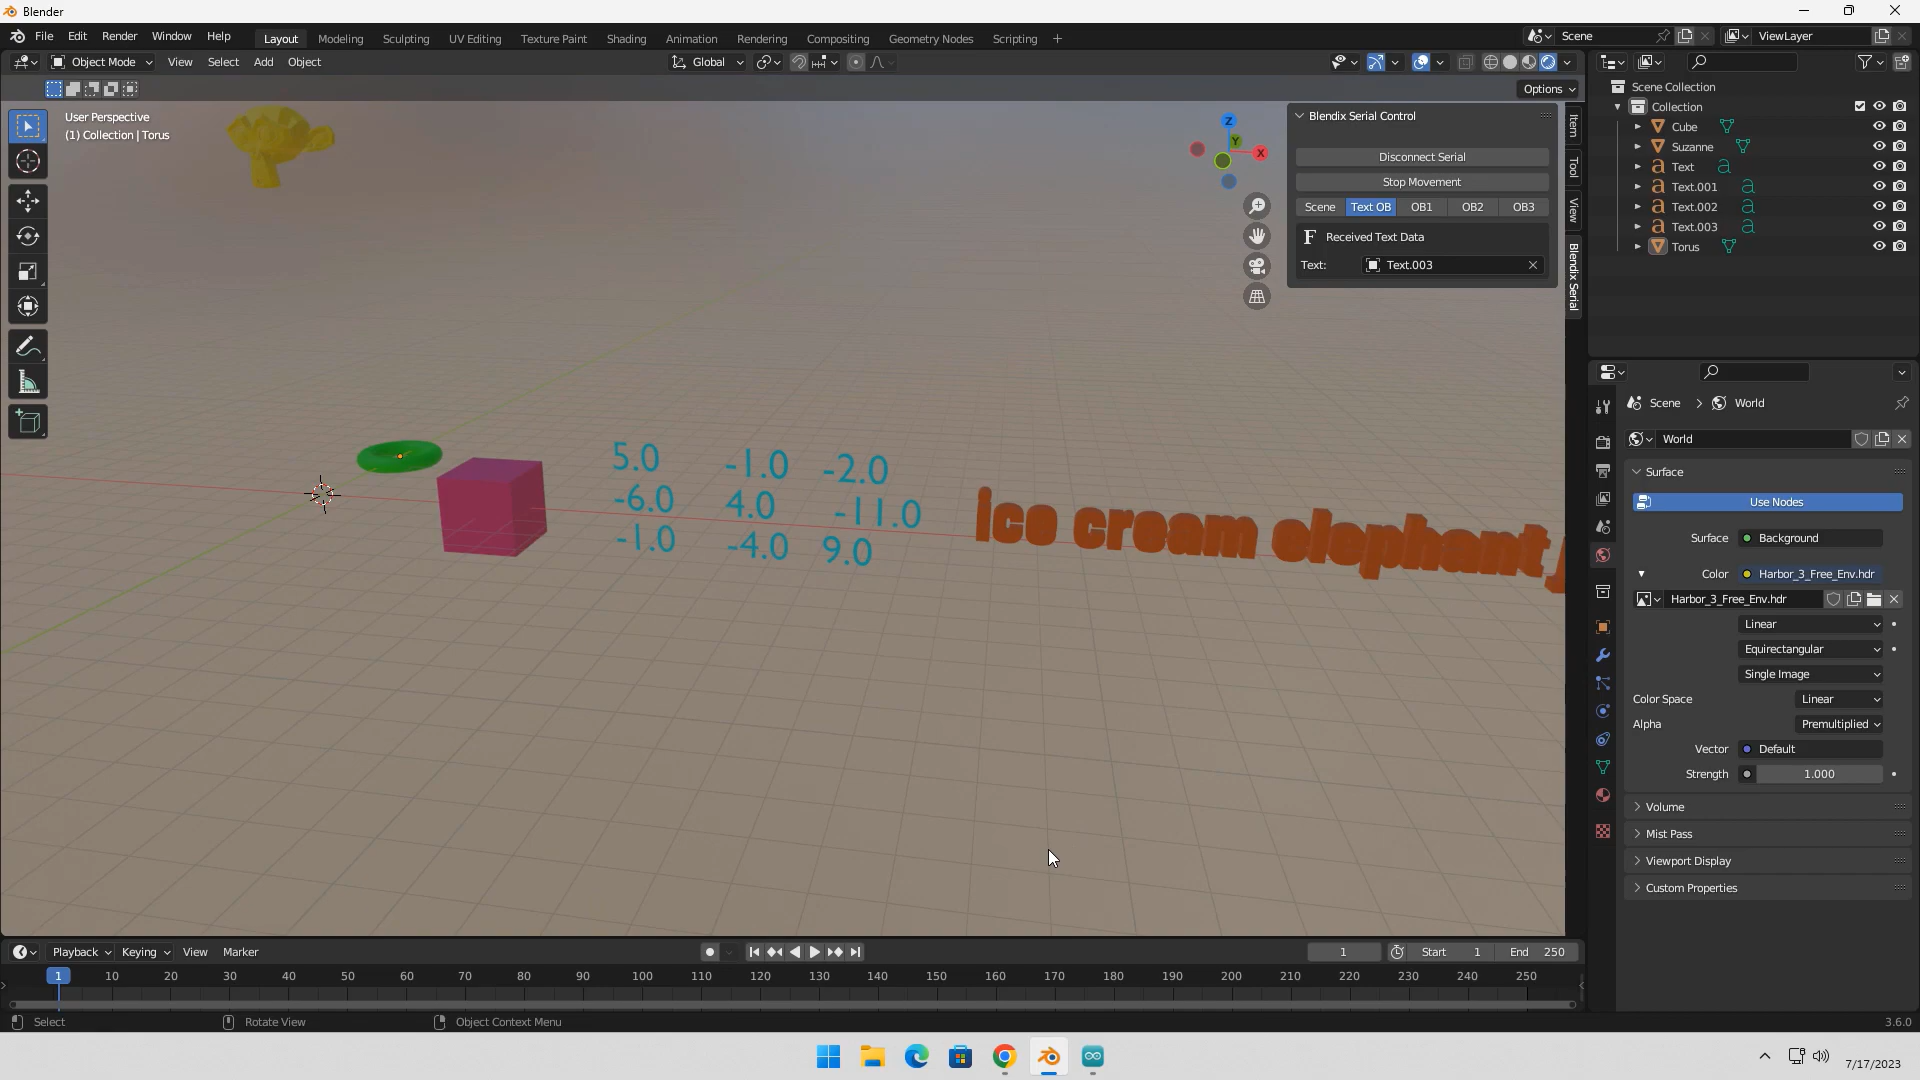 Blender
File Edit Render Window Help Layout Modeling Sculpting UV Editing Texture Paint Shading Animation Rendering Compositing Geometry Nodes Scripting + Scene ViewLayer
Object Mode View Select Add Object Global
Options
User Perspective
(1) Collection | Torus
Z
Y
X
Blendix Serial Control
Disconnect Serial
Stop Movement
Scene Text OB OB1 OB2 OB3
F Received Text Data
Text: Text.003
Item
Tool
View
Blendix Serial
5.0 -1.0 -2.0
-6.0 4.0 -11.0
-1.0 -4.0 9.0
ice cream elephant
Scene Collection
Collection
Cube
Suzanne
Text
Text.001
Text.002
Text.003
Torus
Scene > World
World
Surface
Use Nodes
Surface Background
Color Harbor_3_Free_Env.hdr
Harbor_3_Free_Env.hdr
Linear
Equirectangular
Single Image
Color Space Linear
Alpha Premultiplied
Vector Default
Strength 1.000
Volume
Mist Pass
Viewport Display
Custom Properties
Playback Keying View Marker 1 Start 1 End 250
1 10 20 30 40 50 60 70 80 90 100 110 120 130 140 150 160 170 180 190 200 210 220 230 240 250
Select Rotate View Object Context Menu 3.6.0
7/17/2023